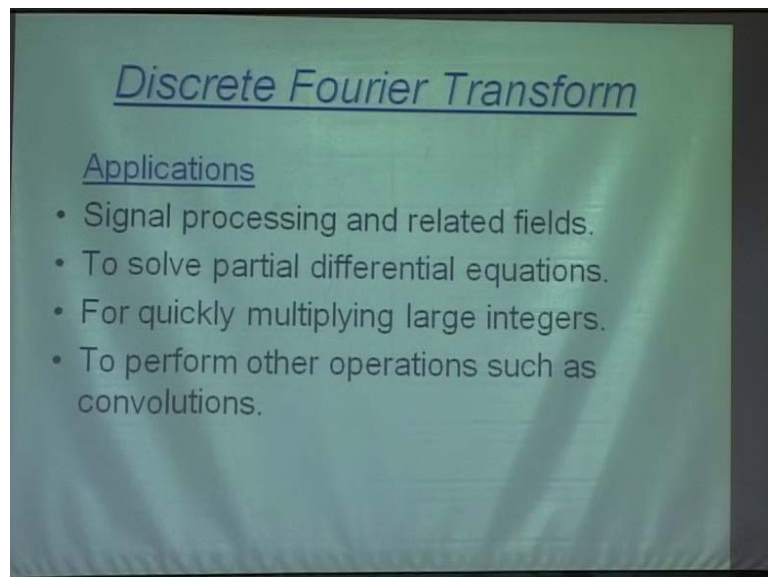 Discrete Fourier Transform
Applications
• Signal processing and related fields.
• To solve partial differential equations.
• For quickly multiplying large integers.
• To perform other operations such as
convolutions.